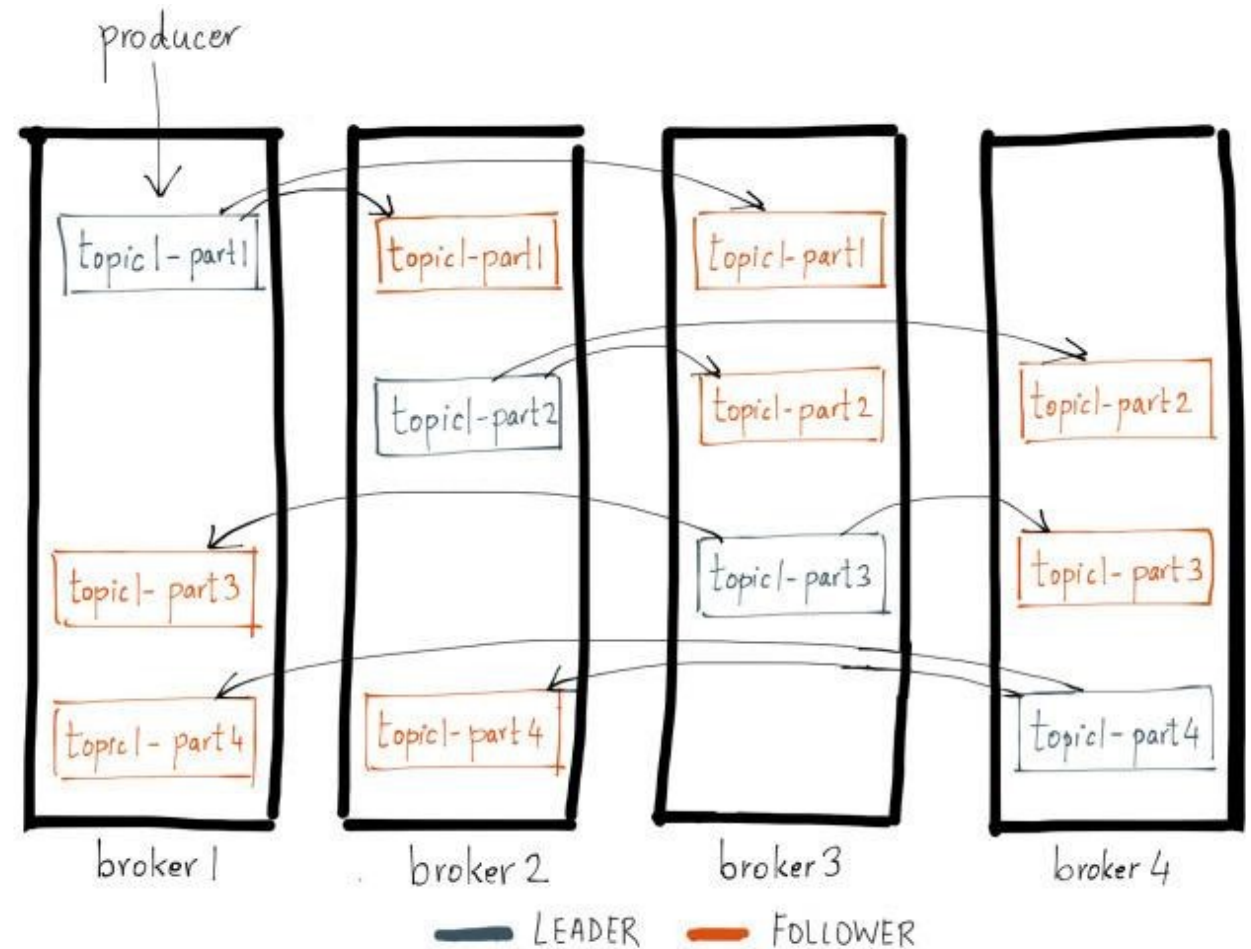 producer
topic1-part1
topic1-part1
topic1-part1
topic1-part2
topic1-part2
topic1-part2
topic1-part3
topic1-part3
topic1-part3
topic1-part4
topic1-part4
topic1-part4
broker 1
broker 2
broker 3
broker 4
LEADER
FOLLOWER